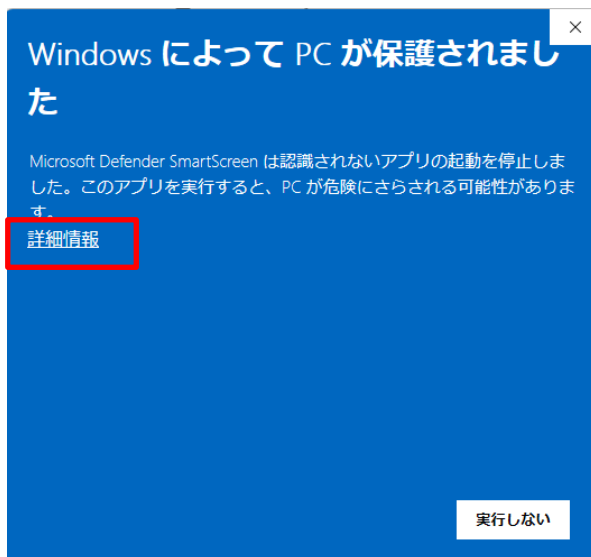 Windows によって PC が保護されまし
た
Microsoft Defender SmartScreen は認識されないアプリの起動を停止しま
した。このアプリを実行すると、PC が危険にさらされる可能性がありま
す。
詳細情報
実行しない